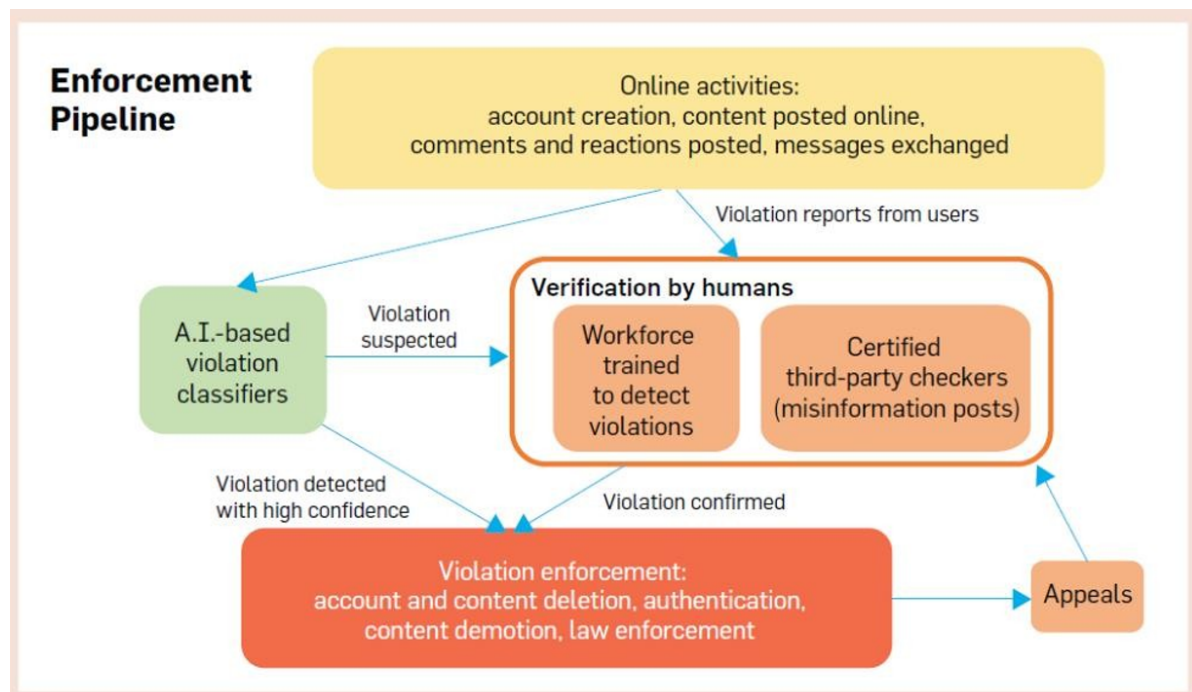 Enforcement
Pipeline
Online activities:
account creation, content posted online,
comments and reactions posted, messages exchanged
Violation reports from users
Verification by humans
A.I.-based
violation
classifiers
Violation
suspected
Workforce
trained
to detect
violations
Certified
third-party checkers
(misinformation posts)
Violation detected
with high confidence
Violation confirmed
Violation enforcement:
account and content deletion, authentication,
content demotion, law enforcement
Appeals